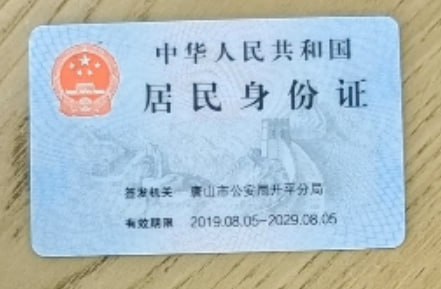 中华人民共和国
居民身份证
签发机关 唐山市公安局开平分局
有效期限 2019.08.05-2029.08.05